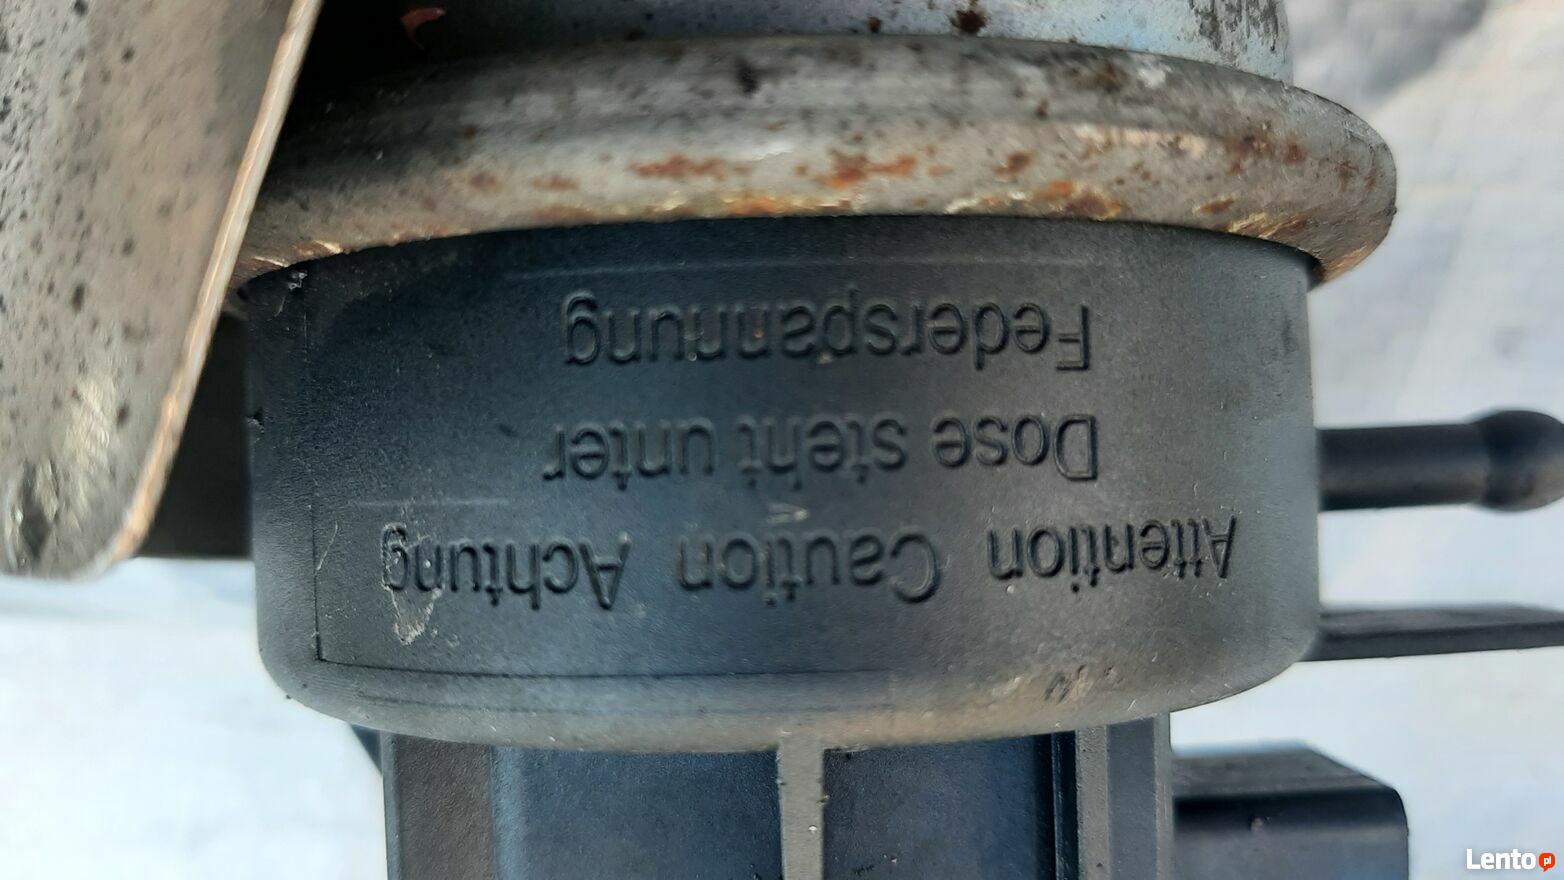 Attention Caution Achtung
Dose steht unter
Federspannung
Lento pl